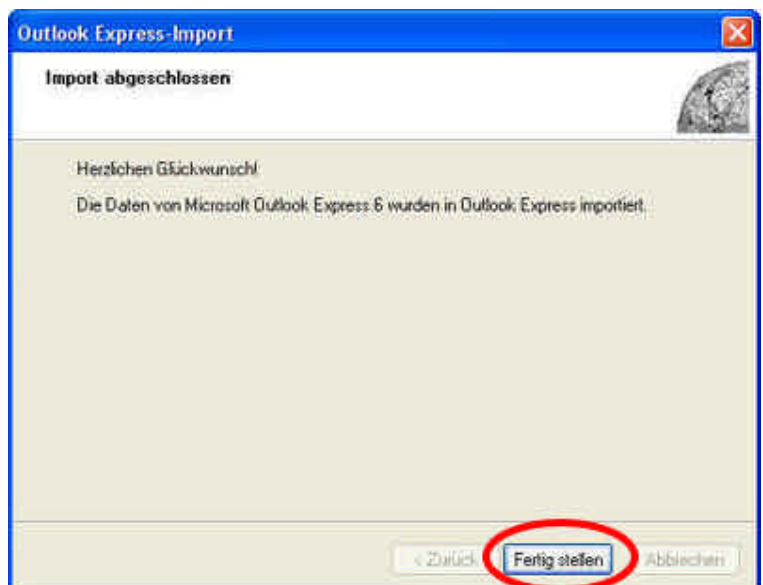 Outlook Express-Import
Import abgeschlossen
Herzlichen Glückwunsch!
Die Daten von Microsoft Outlook Express 6 wurden in Outlook Express importiert.
< Zurück Fertig stellen Abbrechen